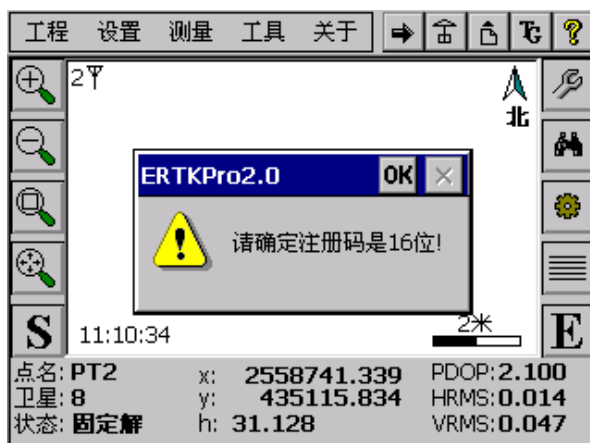 工程 设置 测量 工具 关于 TG ?
2
北
ERTKPro2.0 OK ×
请确定注册码是16位!
11:10:34 2米
S E
点名: PT2 x: 2558741.339 PDOP:2.100
卫星: 8 y: 435115.834 HRMS:0.014
状态: 固定解 h: 31.128 VRMS:0.047